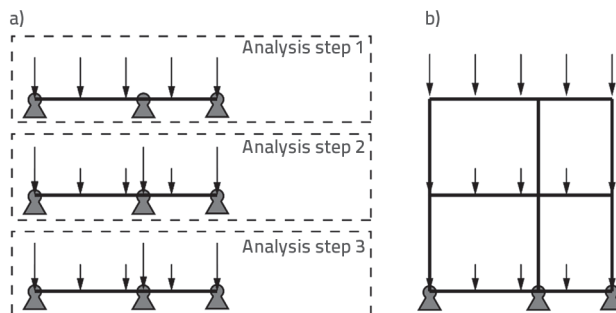 a)
Analysis step 1
Analysis step 2
Analysis step 3
b)